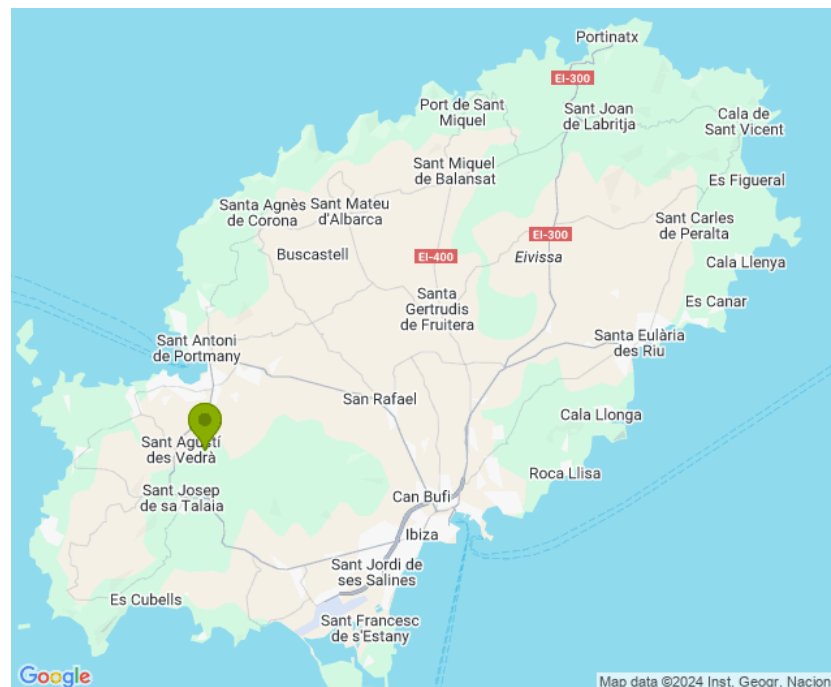 Portinatx
EI-300
Port de Sant
Miquel
Sant Joan
de Labritja
Cala de
Sant Vicent
Sant Miquel
de Balansat
Es Figueral
Santa Agnès
de Corona
Sant Mateu
d'Albarca
Sant Carles
de Peralta
EI-300
Buscastell
EI-400
Eivissa
Cala Llenya
Santa
Gertrudis
de Fruitera
Es Canar
Sant Antoni
de Portmany
Santa Eulària
des Riu
San Rafael
Cala Llonga
Sant Agustí
des Vedrà
Roca Llisa
Sant Josep
de sa Talaia
Can Bufi
Ibiza
Sant Jordi de
ses Salines
Es Cubells
Sant Francesc
de s'Estany
Google
Map data ©2024 Inst. Geogr. Nacion